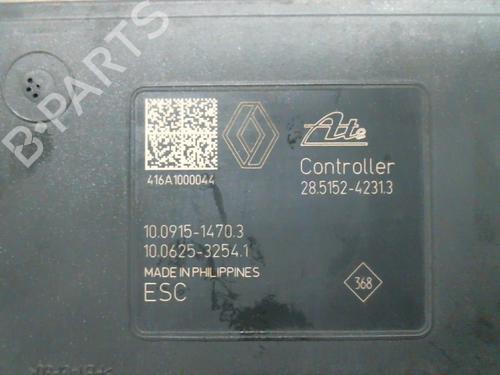 B-PARTS
Ate
416A1000044
Controller
28.5152-4231.3
10.0915-1470.3
10.0625-3254.1
MADE IN PHILIPPINES
ESC
368